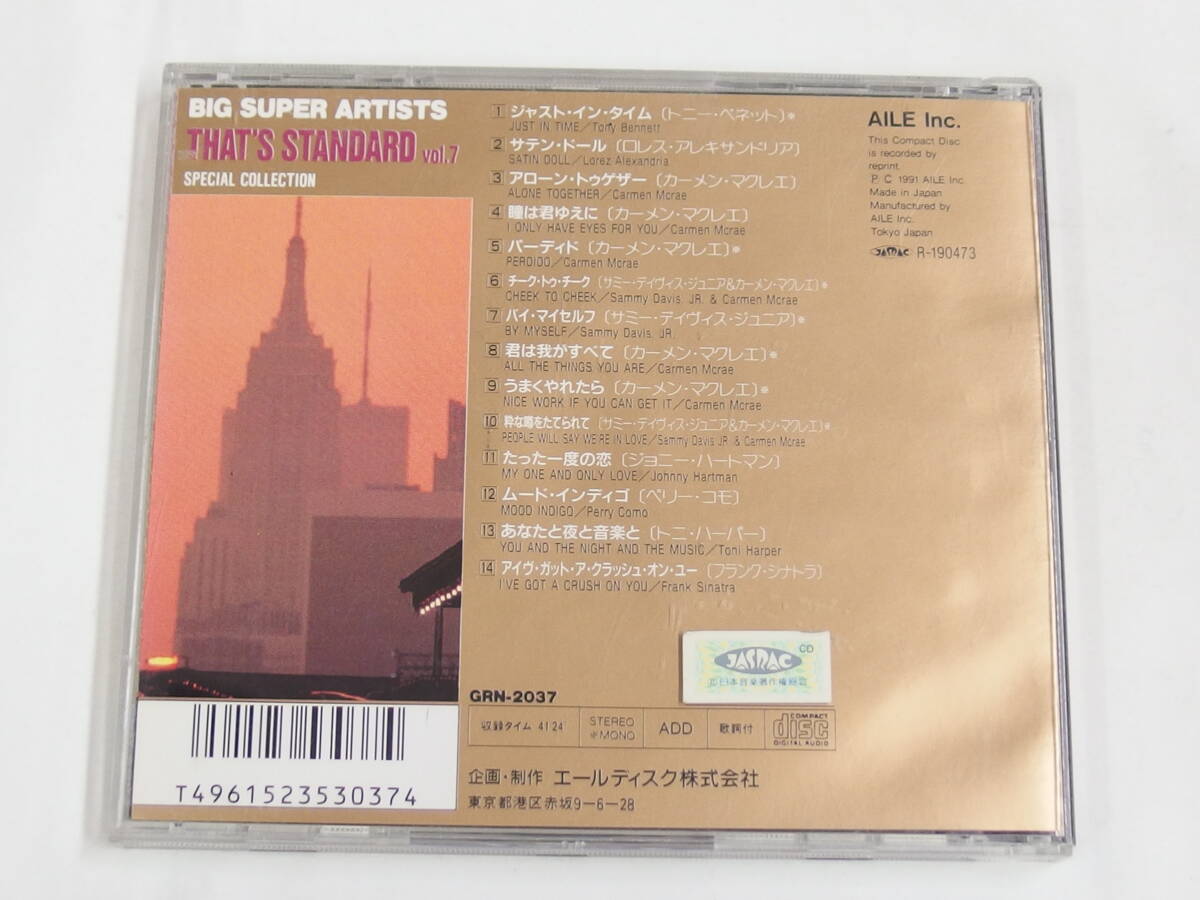 BIG SUPER ARTISTS
THAT'S STANDARD vol.7
SPECIAL COLLECTION
1 ジャスト・イン・タイム〔トニー・ベネット〕※
JUST IN TIME／Tony Bennett
2 サテン・ドール〔ロレス・アレキサンドリア〕
SATIN DOLL／Lorez Alexandria
3 アローン・トゥゲザー〔カーメン・マクレエ〕
ALONE TOGETHER／Carmen Mcrae
4 瞳は君ゆえに〔カーメン・マクレエ〕
I ONLY HAVE EYES FOR YOU／Carmen Mcrae
5 パーディド〔カーメン・マクレエ〕※
PERDIDO／Carmen Mcrae
6 チーク・トゥ・チーク〔サミー・デイヴィス・ジュニア&カーメン・マクレエ〕※
CHEEK TO CHEEK／Sammy Davis, JR. & Carmen Mcrae
7 バイ・マイセルフ〔サミー・デイヴィス・ジュニア〕※
BY MYSELF／Sammy Davis, JR.
8 君は我がすべて〔カーメン・マクレエ〕※
ALL THE THINGS YOU ARE／Carmen Mcrae
9 うまくやれたら〔カーメン・マクレエ〕※
NICE WORK IF YOU CAN GET IT／Carmen Mcrae
10 粋な噂をたてられて〔サミー・デイヴィス・ジュニア&カーメン・マクレエ〕※
PEOPLE WILL SAY WE'RE IN LOVE／Sammy Davis JR. & Carmen Mcrae
11 たった一度の恋〔ジョニー・ハートマン〕
MY ONE AND ONLY LOVE／Johnny Hartman
12 ムード・インディゴ〔ペリー・コモ〕
MOOD INDIGO／Perry Como
13 あなたと夜と音楽と〔トニ・ハーパー〕
YOU AND THE NIGHT AND THE MUSIC／Toni Harper
14 アイヴ・ガット・ア・クラッシュ・オン・ユー〔フランク・シナトラ〕
I'VE GOT A CRUSH ON YOU／Frank Sinatra
AILE Inc.
This Compact Disc
is recorded by
reprint.
P. C 1991 AILE Inc.
Made in Japan
Manufactured by
AILE Inc.
Tokyo Japan
JASRAC R-190473
CD
JASRAC
日本音楽著作権協会
GRN-2037
収録タイム 41:24
STEREO
※MONO
ADD
歌詞付
COMPACT
disc
DIGITAL AUDIO
T4961523530374
企画・制作 エールディスク株式会社
東京都港区赤坂9-6-28